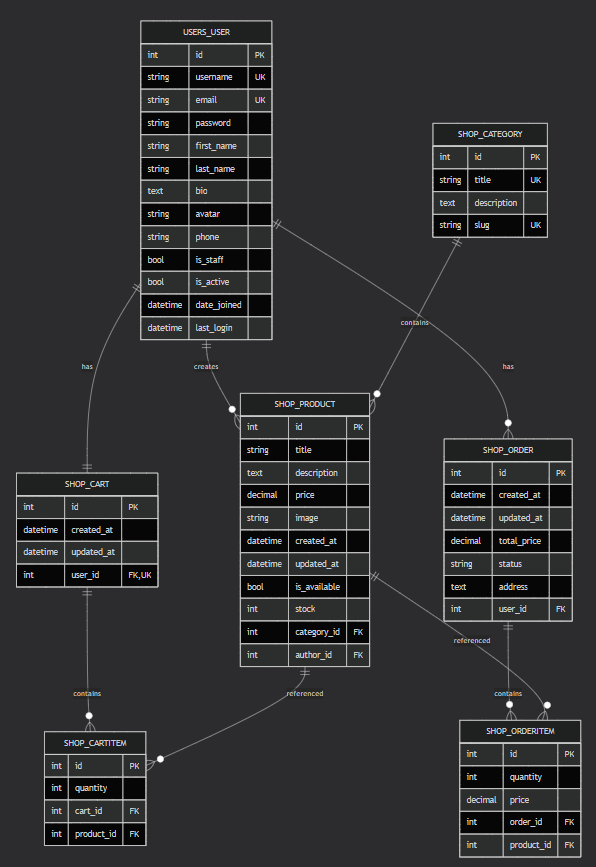 USERS_USER
int id PK
string username UK
string email UK
string password
string first_name
string last_name
text bio
string avatar
string phone
bool is_staff
bool is_active
datetime date_joined
datetime last_login
SHOP_CATEGORY
int id PK
string title UK
text description
string slug UK
contains
has
creates
has
SHOP_PRODUCT
int id PK
string title
text description
decimal price
string image
datetime created_at
datetime updated_at
bool is_available
int stock
int category_id FK
int author_id FK
SHOP_ORDER
int id PK
datetime created_at
datetime updated_at
decimal total_price
string status
text address
int user_id FK
SHOP_CART
int id PK
datetime created_at
datetime updated_at
int user_id FK,UK
referenced
contains
referenced
contains
SHOP_CARTITEM
int id PK
int quantity
int cart_id FK
int product_id FK
SHOP_ORDERITEM
int id PK
int quantity
decimal price
int order_id FK
int product_id FK